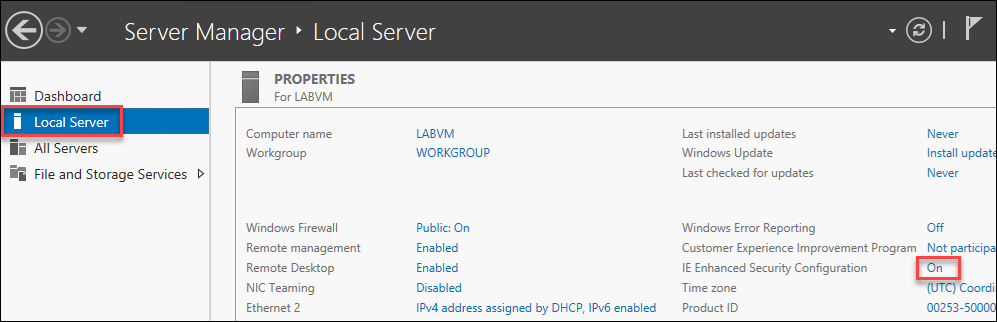 Server Manager ‣ Local Server
Dashboard
Local Server
All Servers
File and Storage Services
PROPERTIES
For LABVM
Computer name LABVM
Workgroup WORKGROUP
Last installed updates Never
Windows Update Install update
Last checked for updates Never
Windows Firewall Public: On
Remote management Enabled
Remote Desktop Enabled
NIC Teaming Disabled
Ethernet 2 IPv4 address assigned by DHCP, IPv6 enabled
Windows Error Reporting Off
Customer Experience Improvement Program Not participa
IE Enhanced Security Configuration On
Time zone (UTC) Coordi
Product ID 00253-50000